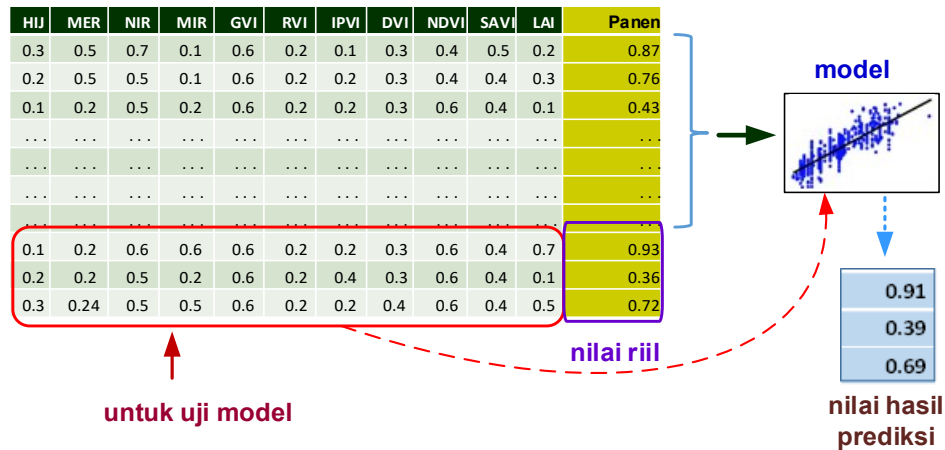 HIJ MER NIR MIR GVI RVI IPVI DVI NDVI SAVI LAI Panen
0.3 0.5 0.7 0.1 0.6 0.2 0.1 0.3 0.4 0.5 0.2 0.87
0.2 0.5 0.5 0.1 0.6 0.2 0.2 0.3 0.4 0.4 0.3 0.76
0.1 0.2 0.5 0.2 0.6 0.2 0.2 0.3 0.6 0.4 0.1 0.43
... ... ... ... ... ... ... ... ... ... ... ...
... ... ... ... ... ... ... ... ... ... ... ...
... ... ... ... ... ... ... ... ... ... ... ...
... ... ... ... ... ... ... ... ... ... ... ...
0.1 0.2 0.6 0.6 0.6 0.2 0.2 0.3 0.6 0.4 0.7 0.93
0.2 0.2 0.5 0.2 0.6 0.2 0.4 0.3 0.6 0.4 0.1 0.36
0.3 0.24 0.5 0.5 0.6 0.2 0.2 0.4 0.6 0.4 0.5 0.72
model
nilai riil
untuk uji model
0.91
0.39
0.69
nilai hasil
prediksi